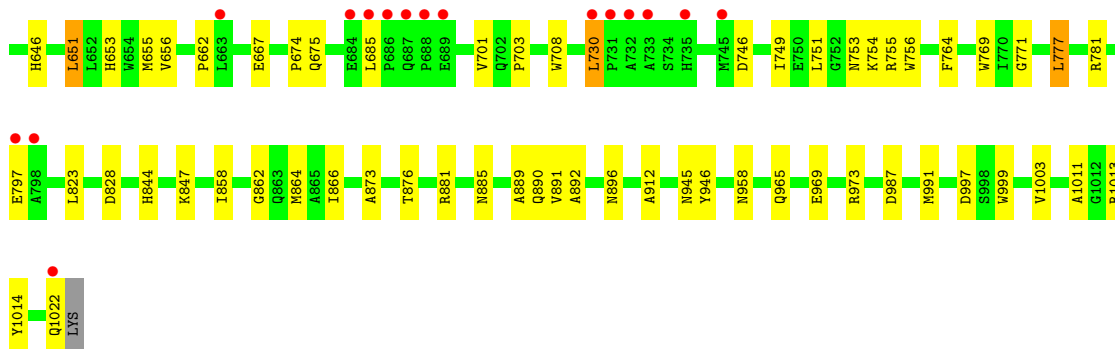 H646 L651 L652 H653 W654 M655 V656 P662 L663 E667 P674 Q675 E684 L685 P686 Q687 P688 E689 V701 Q702 P703 W708 L730 P731 A732 A733 S734 H735 M745 D746 I749 E750 L751 G752 N753 K754 R755 W756 F764 W769 I770 G771 L777 R781
E797 A798 L823 D828 H844 K847 I858 G862 Q863 M864 A865 I866 A873 T876 R881 N885 A889 Q890 V891 A892 N896 A912 N945 Y946 N958 Q965 E969 R973 D987 M991 D997 S998 W999 V1003 A1011 G1012 R1013
Y1014 Q1022 LYS